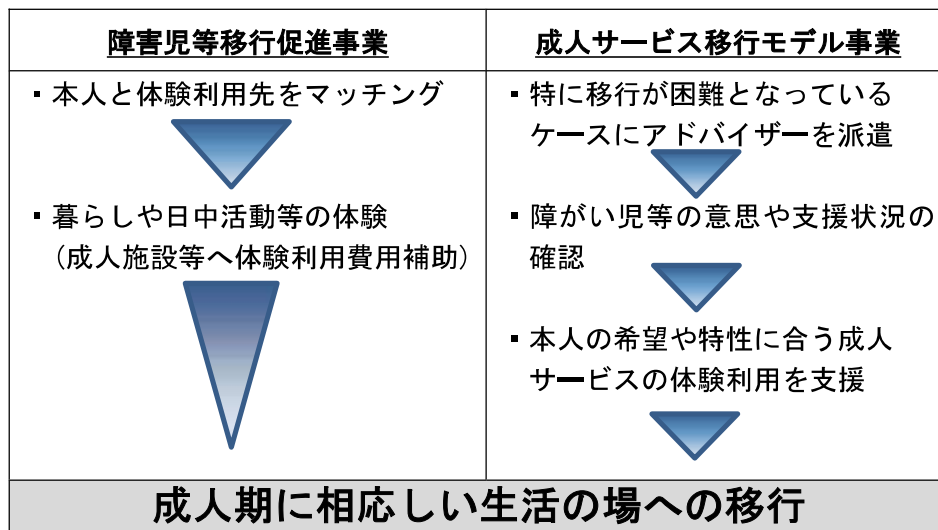 障害児等移行促進事業
▪本人と体験利用先をマッチング
▪暮らしや日中活動等の体験
(成人施設等へ体験利用費用補助)
成人サービス移行モデル事業
▪特に移行が困難となっている
ケースにアドバイザーを派遣
▪障がい児等の意思や支援状況の
確認
▪本人の希望や特性に合う成人
サービスの体験利用を支援
成人期に相応しい生活の場への移行